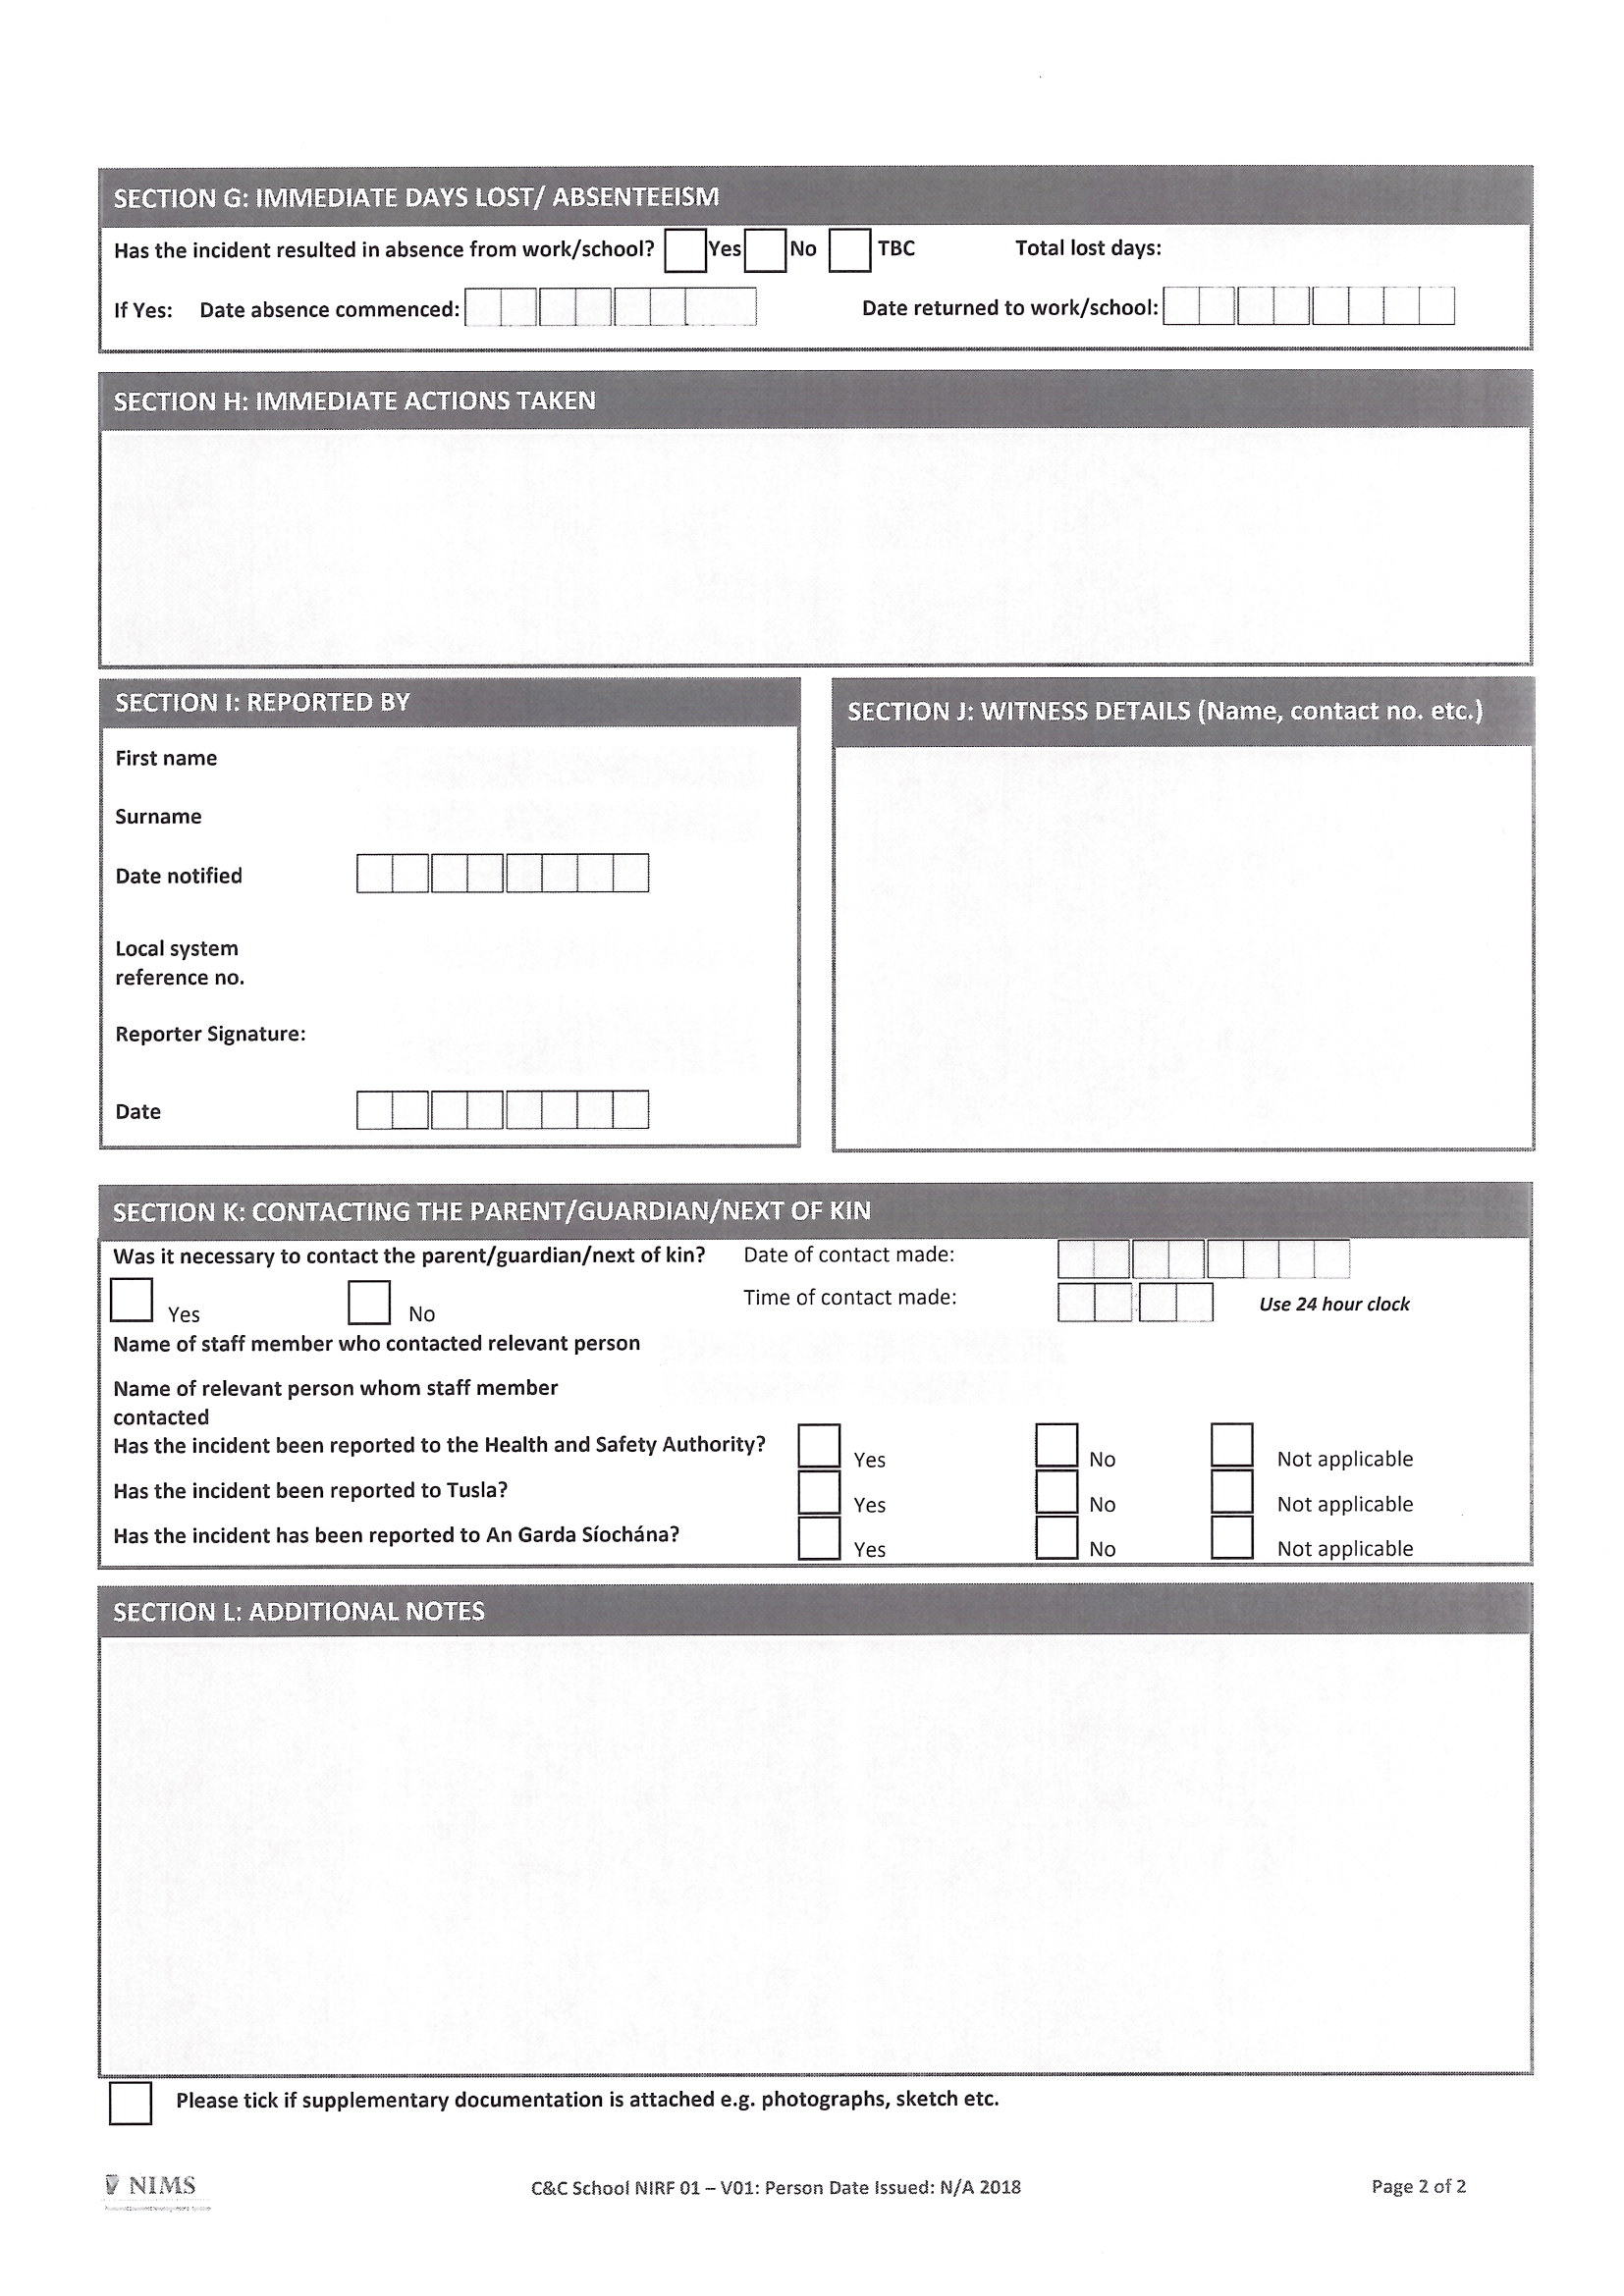 SECTION G: IMMEDIATE DAYS LOST/ ABSENTEEISM
Has the incident resulted in absence from work/school? Yes No TBC Total lost days:
If Yes: Date absence commenced: Date returned to work/school:
SECTION H: IMMEDIATE ACTIONS TAKEN
SECTION I: REPORTED BY
First name
Surname
Date notified
Local system
reference no.
Reporter Signature:
Date
SECTION J: WITNESS DETAILS (Name, contact no. etc.)
SECTION K: CONTACTING THE PARENT/GUARDIAN/NEXT OF KIN
Was it necessary to contact the parent/guardian/next of kin? Date of contact made:
Yes No Time of contact made: Use 24 hour clock
Name of staff member who contacted relevant person
Name of relevant person whom staff member
contacted
Has the incident been reported to the Health and Safety Authority? Yes No Not applicable
Has the incident been reported to Tusla? Yes No Not applicable
Has the incident has been reported to An Garda Síochána? Yes No Not applicable
SECTION L: ADDITIONAL NOTES
Please tick if supplementary documentation is attached e.g. photographs, sketch etc.
NIMS
C&C School NIRF 01 – V01: Person Date Issued: N/A 2018
Page 2 of 2